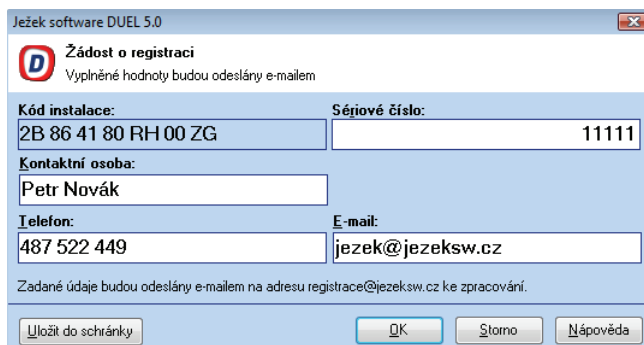 Ježek software DUEL 5.0
Žádost o registraci
Vyplněné hodnoty budou odeslány e-mailem
Kód instalace: Sériové číslo:
2B 86 41 80 RH 00 ZG 11111
Kontaktní osoba:
Petr Novák
Telefon: E-mail:
487 522 449 jezek@jezeksw.cz
Zadané údaje budou odeslány e-mailem na adresu registrace@jezeksw.cz ke zpracování.
Uložit do schránky OK Storno Nápověda